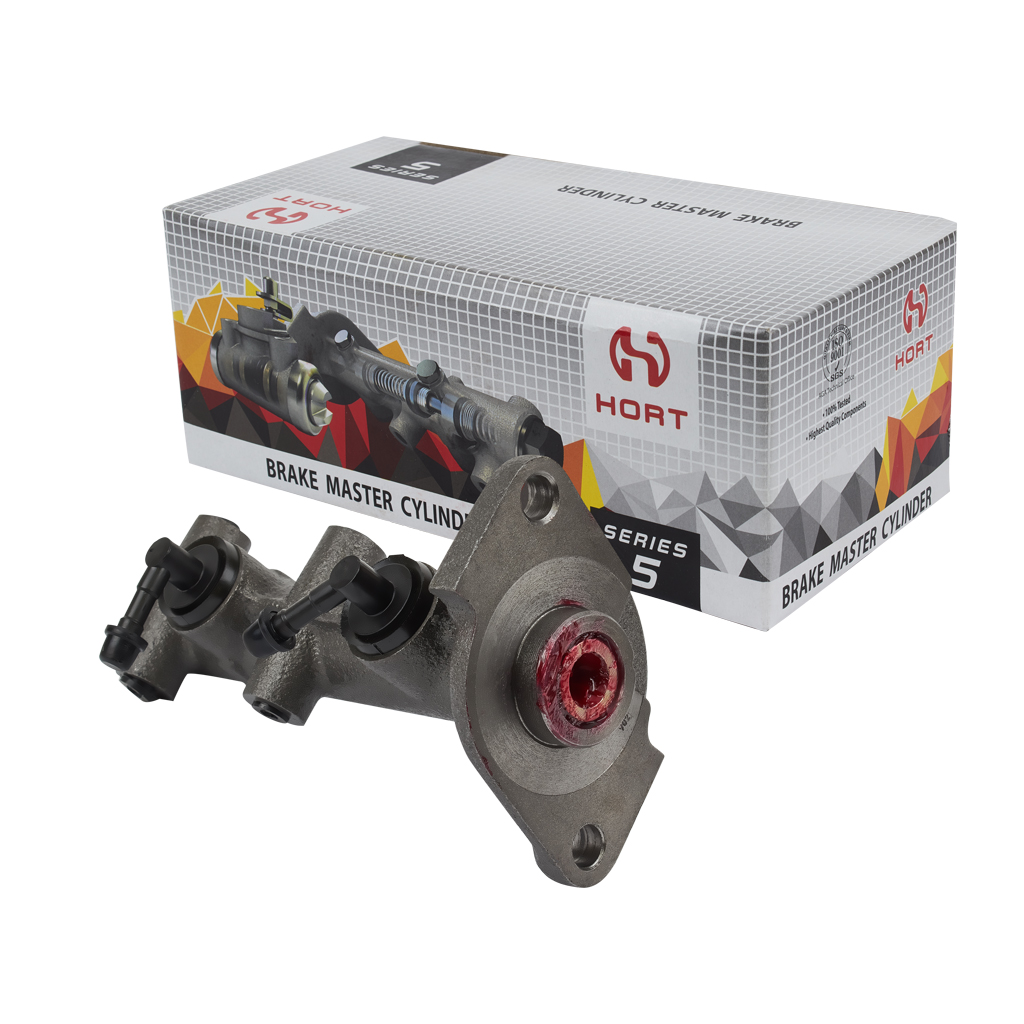 SERIES
5
BRAKE MASTER CYLINDER
HORT
HORT
HORT
ISO
9001
SGS
• 100% Tested
• Highest Quality Components
BRAKE MASTER CYLIND
SERIES
5
BRAKE MASTER CYLINDER